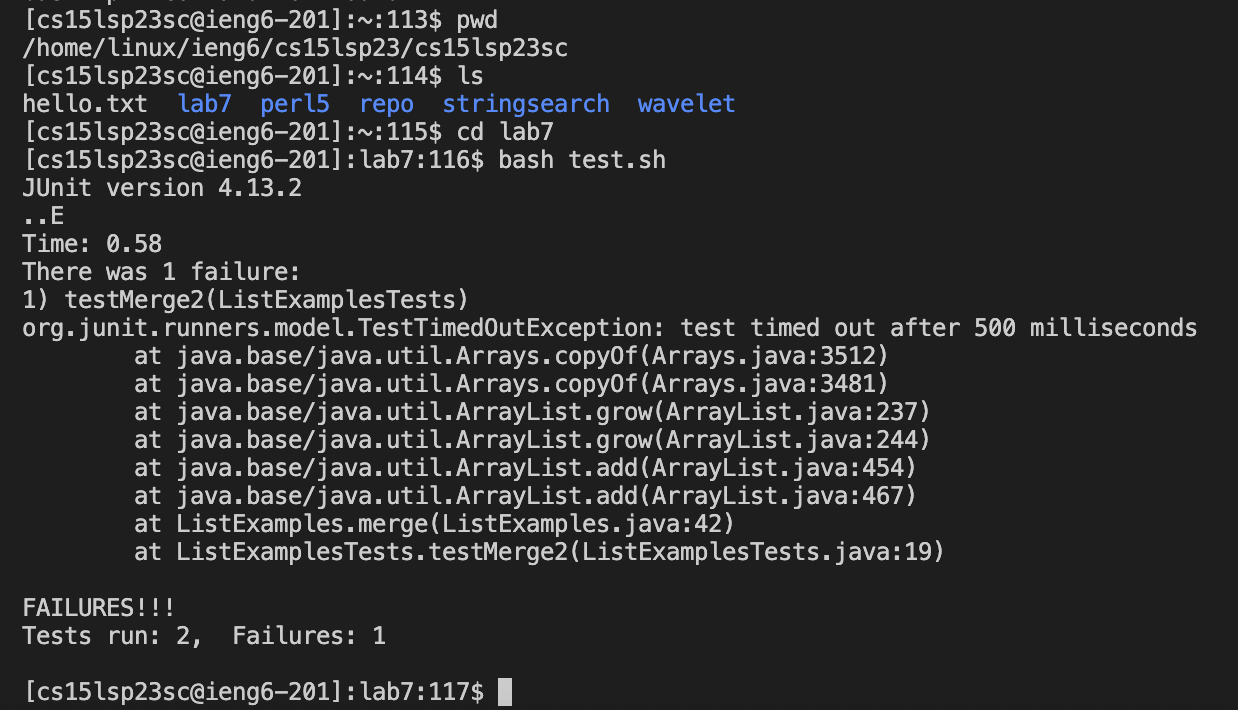 [cs15lsp23sc@ieng6-201]:~:113$ pwd
/home/linux/ieng6/cs15lsp23/cs15lsp23sc
[cs15lsp23sc@ieng6-201]:~:114$ ls
hello.txt  lab7  perl5  repo  stringsearch  wavelet
[cs15lsp23sc@ieng6-201]:~:115$ cd lab7
[cs15lsp23sc@ieng6-201]:lab7:116$ bash test.sh
JUnit version 4.13.2
..E
Time: 0.58
There was 1 failure:
1) testMerge2(ListExamplesTests)
org.junit.runners.model.TestTimedOutException: test timed out after 500 milliseconds
        at java.base/java.util.Arrays.copyOf(Arrays.java:3512)
        at java.base/java.util.Arrays.copyOf(Arrays.java:3481)
        at java.base/java.util.ArrayList.grow(ArrayList.java:237)
        at java.base/java.util.ArrayList.grow(ArrayList.java:244)
        at java.base/java.util.ArrayList.add(ArrayList.java:454)
        at java.base/java.util.ArrayList.add(ArrayList.java:467)
        at ListExamples.merge(ListExamples.java:42)
        at ListExamplesTests.testMerge2(ListExamplesTests.java:19)

FAILURES!!!
Tests run: 2,  Failures: 1

[cs15lsp23sc@ieng6-201]:lab7:117$